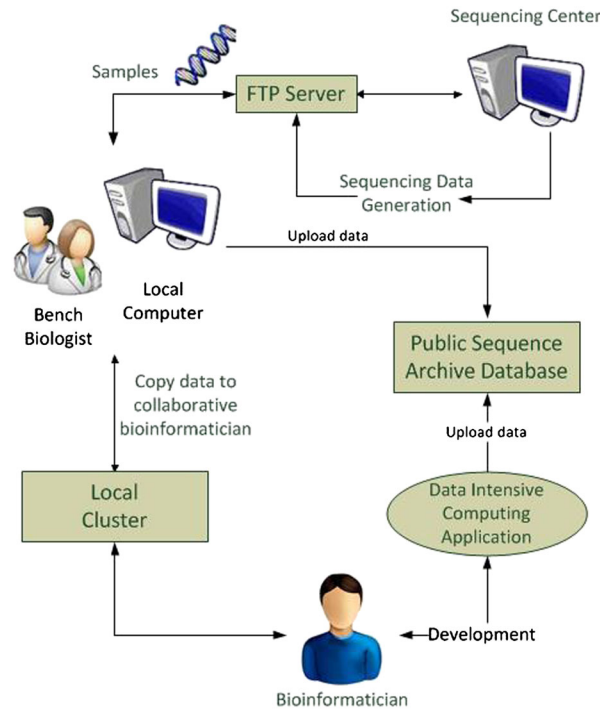 Sequencing Center
Samples
FTP Server
Sequencing Data
Generation
Upload data
Bench
Biologist
Local
Computer
Public Sequence
Archive Database
Copy data to
collaborative
bioinformatician
Upload data
Local
Cluster
Data Intensive
Computing
Application
Development
Bioinformatician